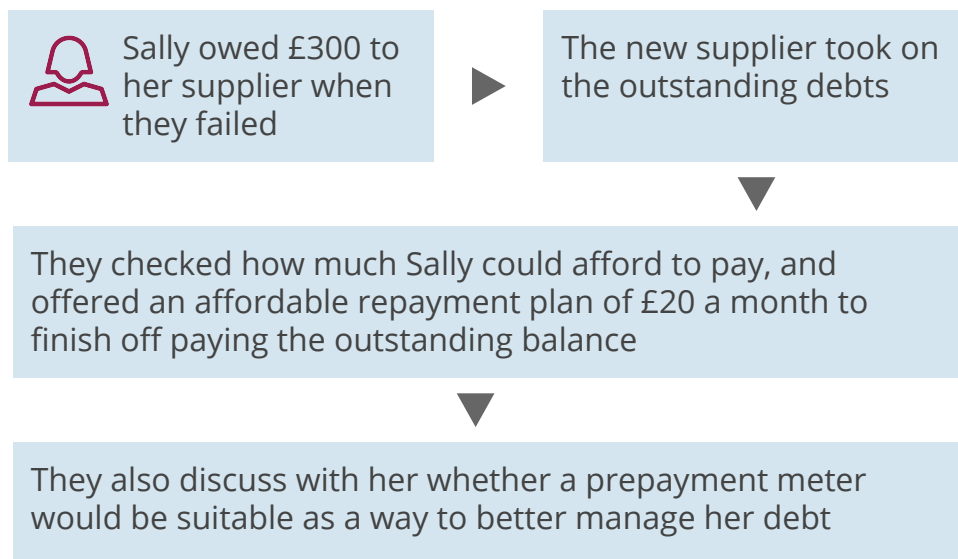 Sally owed £300 to
her supplier when
they failed
The new supplier took on
the outstanding debts
They checked how much Sally could afford to pay, and
offered an affordable repayment plan of £20 a month to
finish off paying the outstanding balance
They also discuss with her whether a prepayment meter
would be suitable as a way to better manage her debt